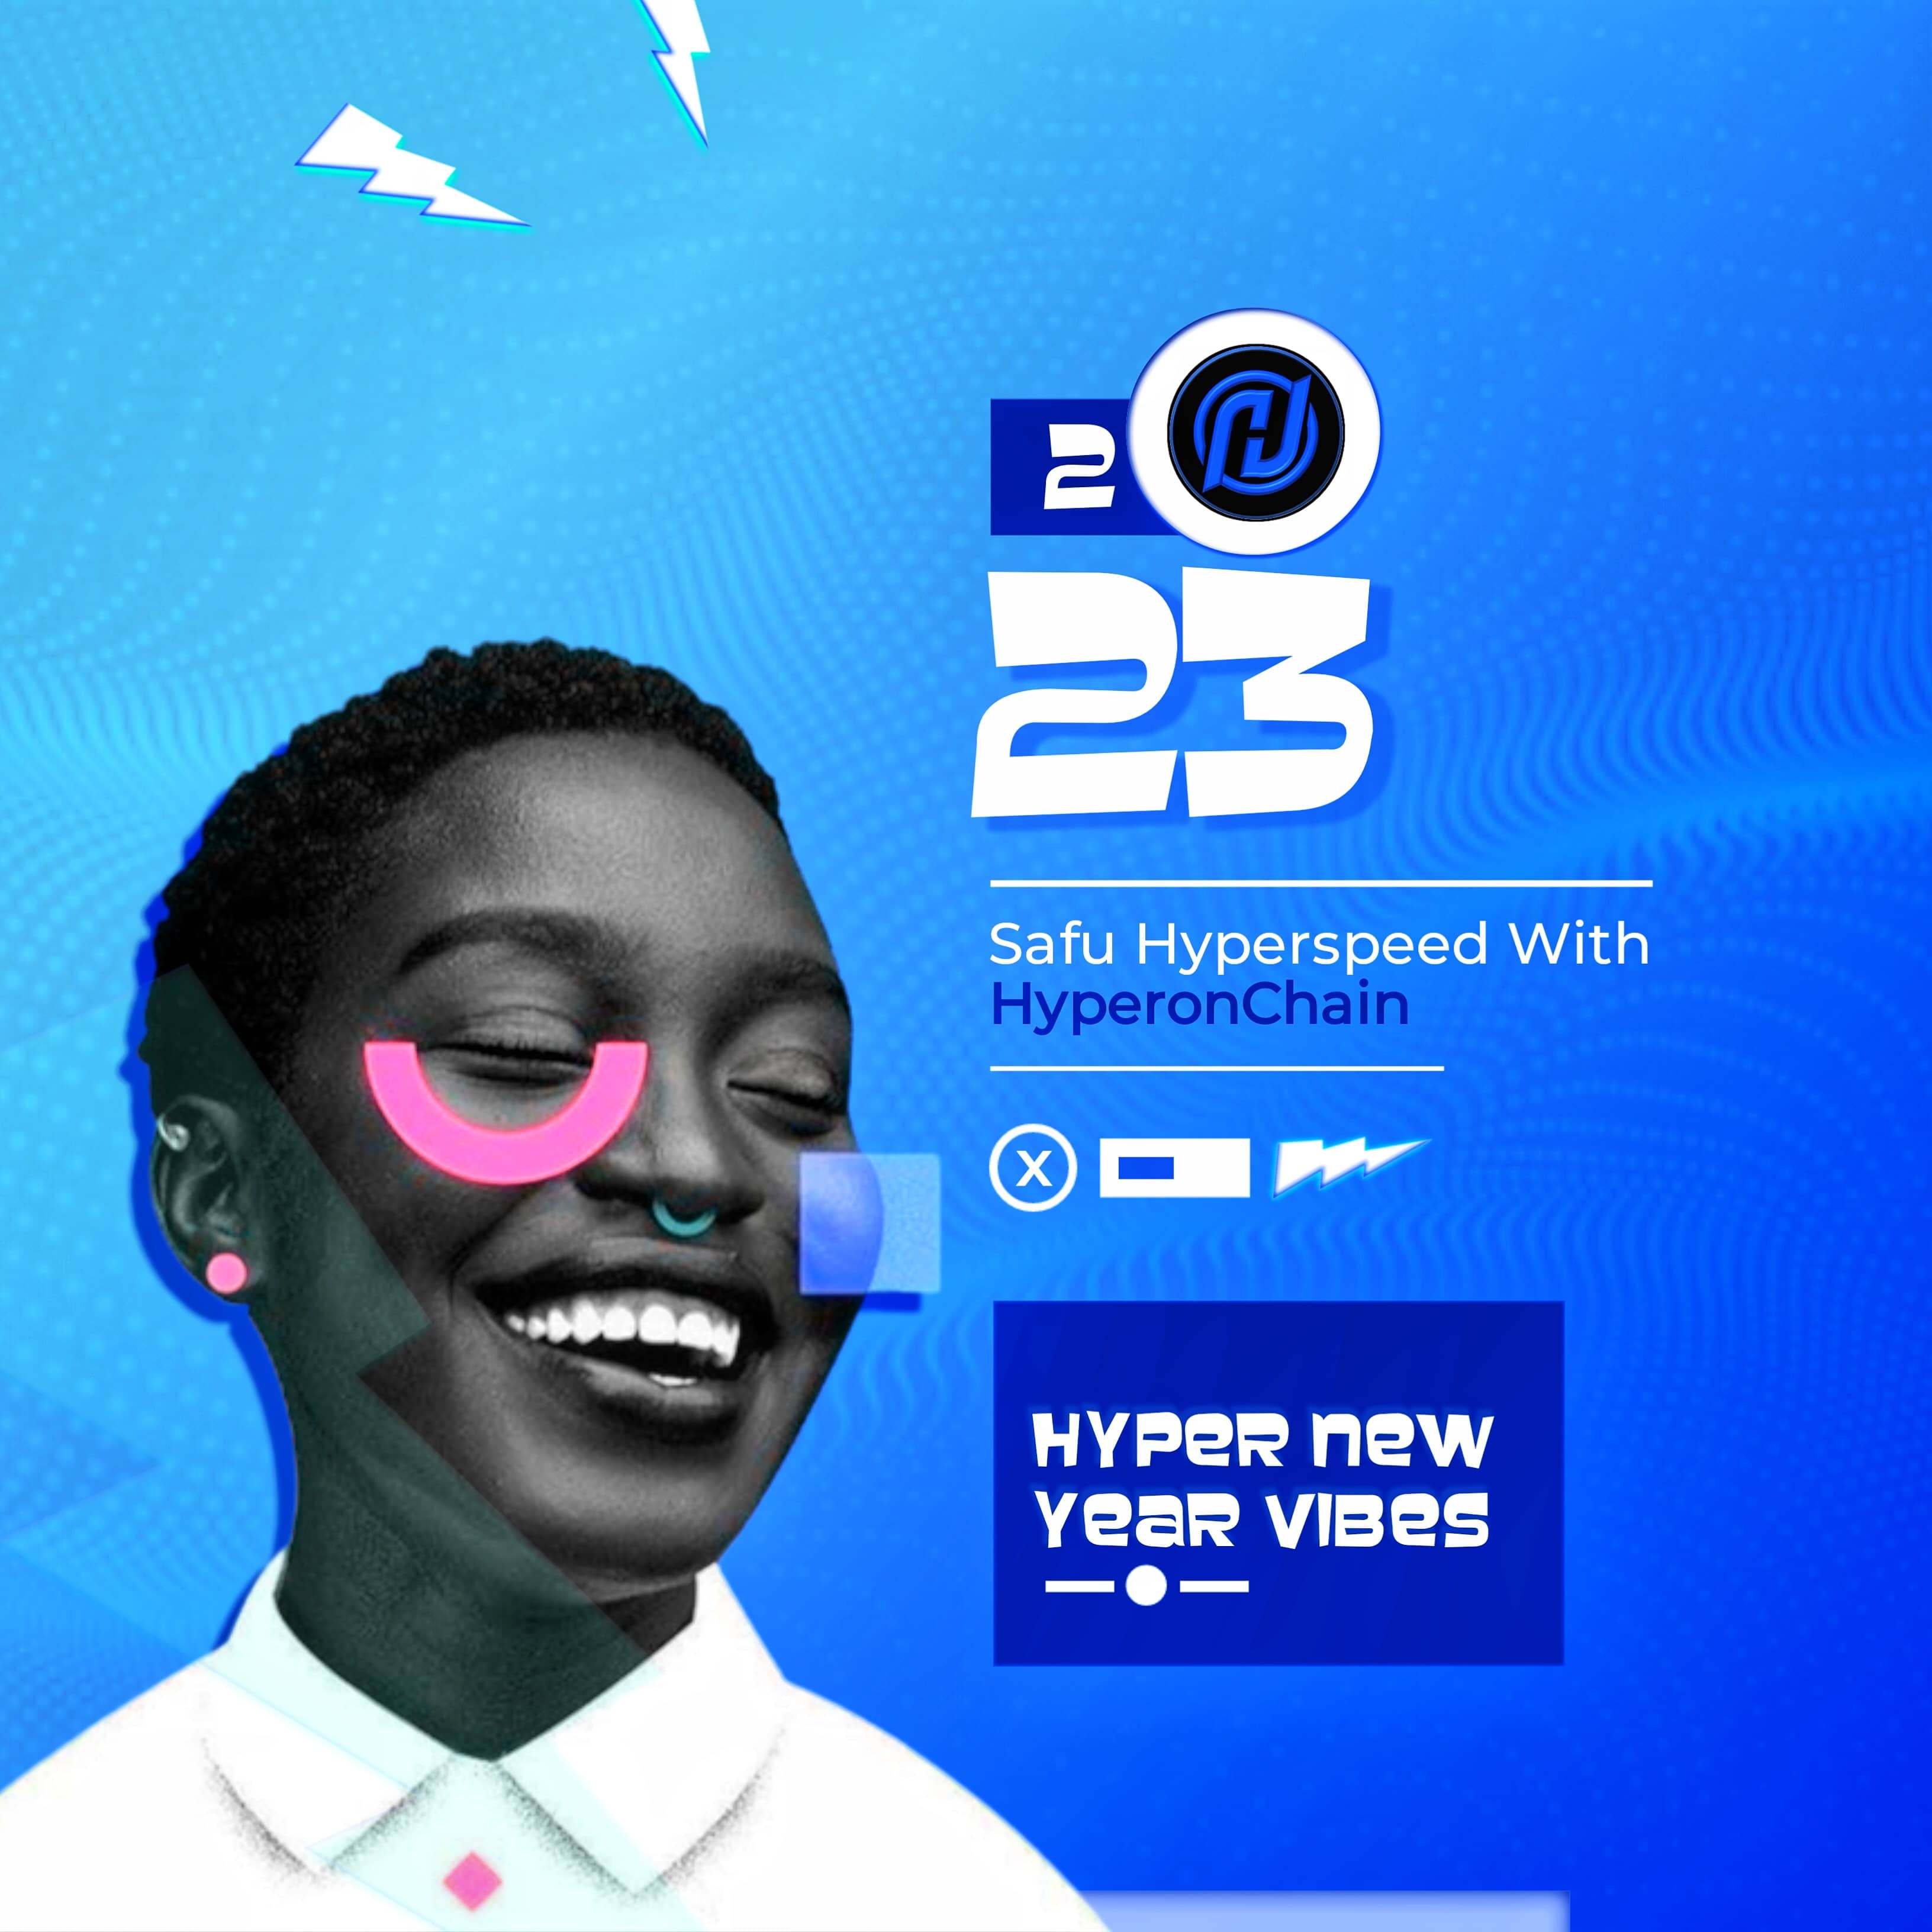 2
23
Safu Hyperspeed With
HyperonChain
X
HYPER new
Year VIBes